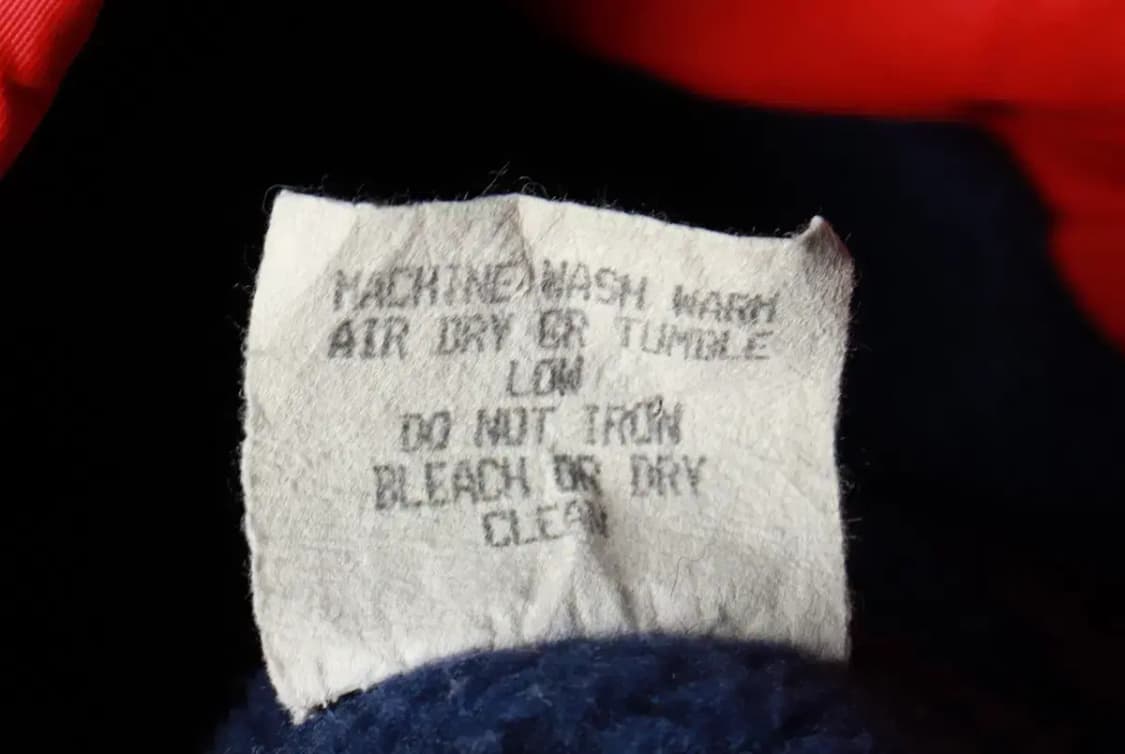 MACHINE WASH WARM
AIR DRY OR TUMBLE
LOW
DO NOT IRON
BLEACH OR DRY
CLEAN